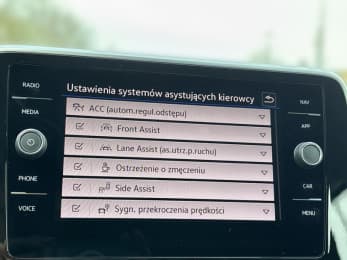 RADIO
MEDIA
PHONE
VOICE
Ustawienia systemów asystujących kierowcy
ACC (autom.regul.odstępu)
Front Assist
Lane Assist (as.utrz.p.ruchu)
Ostrzeżenie o zmęczeniu
Side Assist
Sygn. przekroczenia prędkości
NAV
APP
CAR
MENU